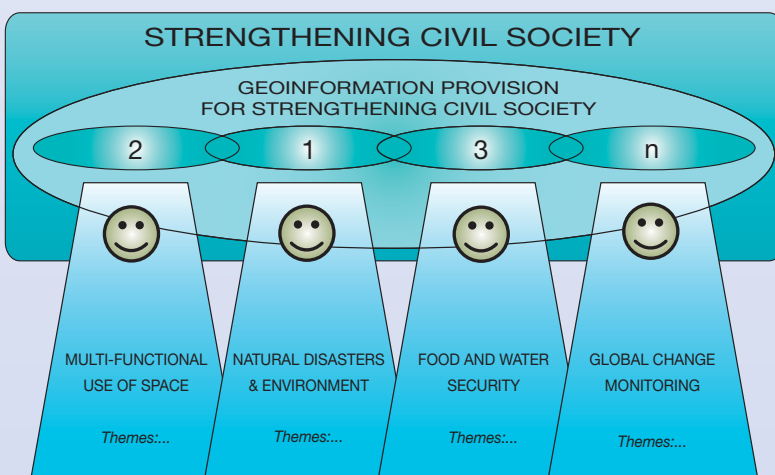 STRENGTHENING CIVIL SOCIETY
GEOINFORMATION PROVISION
FOR STRENGTHENING CIVIL SOCIETY
2
1
3
n
MULTI-FUNCTIONAL
USE OF SPACE
Themes:...
NATURAL DISASTERS
& ENVIRONMENT
Themes:...
FOOD AND WATER
SECURITY
Themes:...
GLOBAL CHANGE
MONITORING
Themes:...